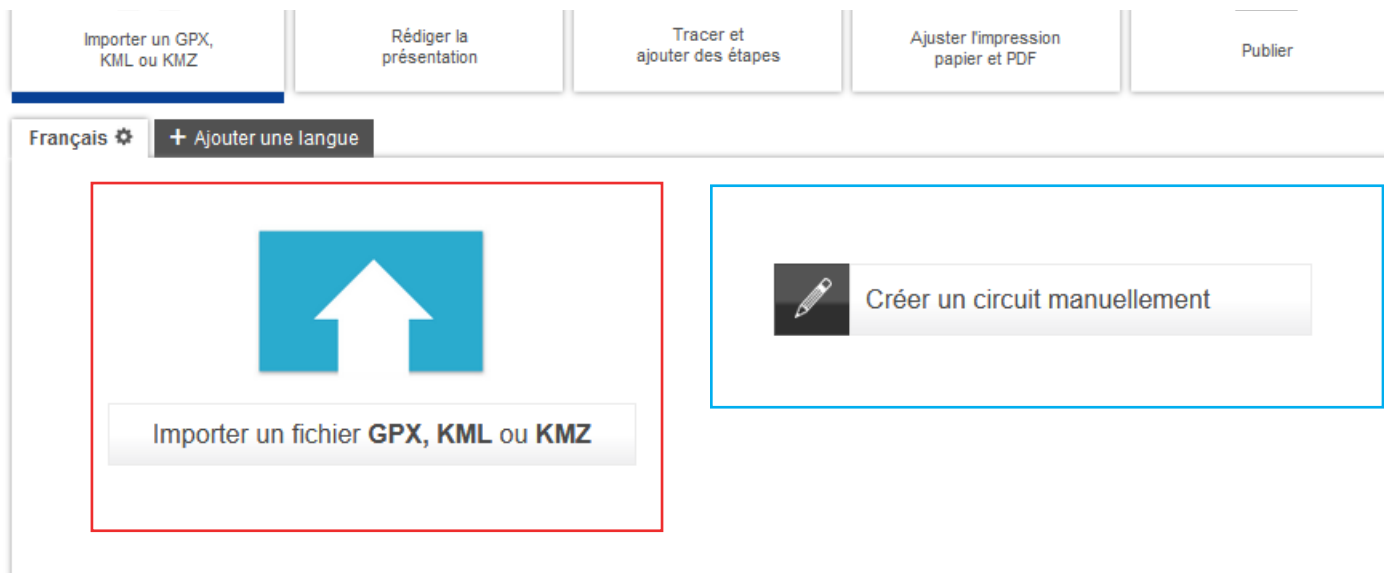 Importer un GPX,
KML ou KMZ
Rédiger la
présentation
Tracer et
ajouter des étapes
Ajuster l'impression
papier et PDF
Publier
Français
+ Ajouter une langue
Créer un circuit manuellement
Importer un fichier GPX, KML ou KMZ